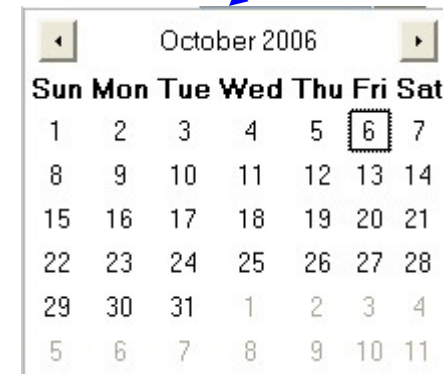 October 2006
Sun Mon Tue Wed Thu Fri Sat
1 2 3 4 5 6 7
8 9 10 11 12 13 14
15 16 17 18 19 20 21
22 23 24 25 26 27 28
29 30 31 1 2 3 4
5 6 7 8 9 10 11